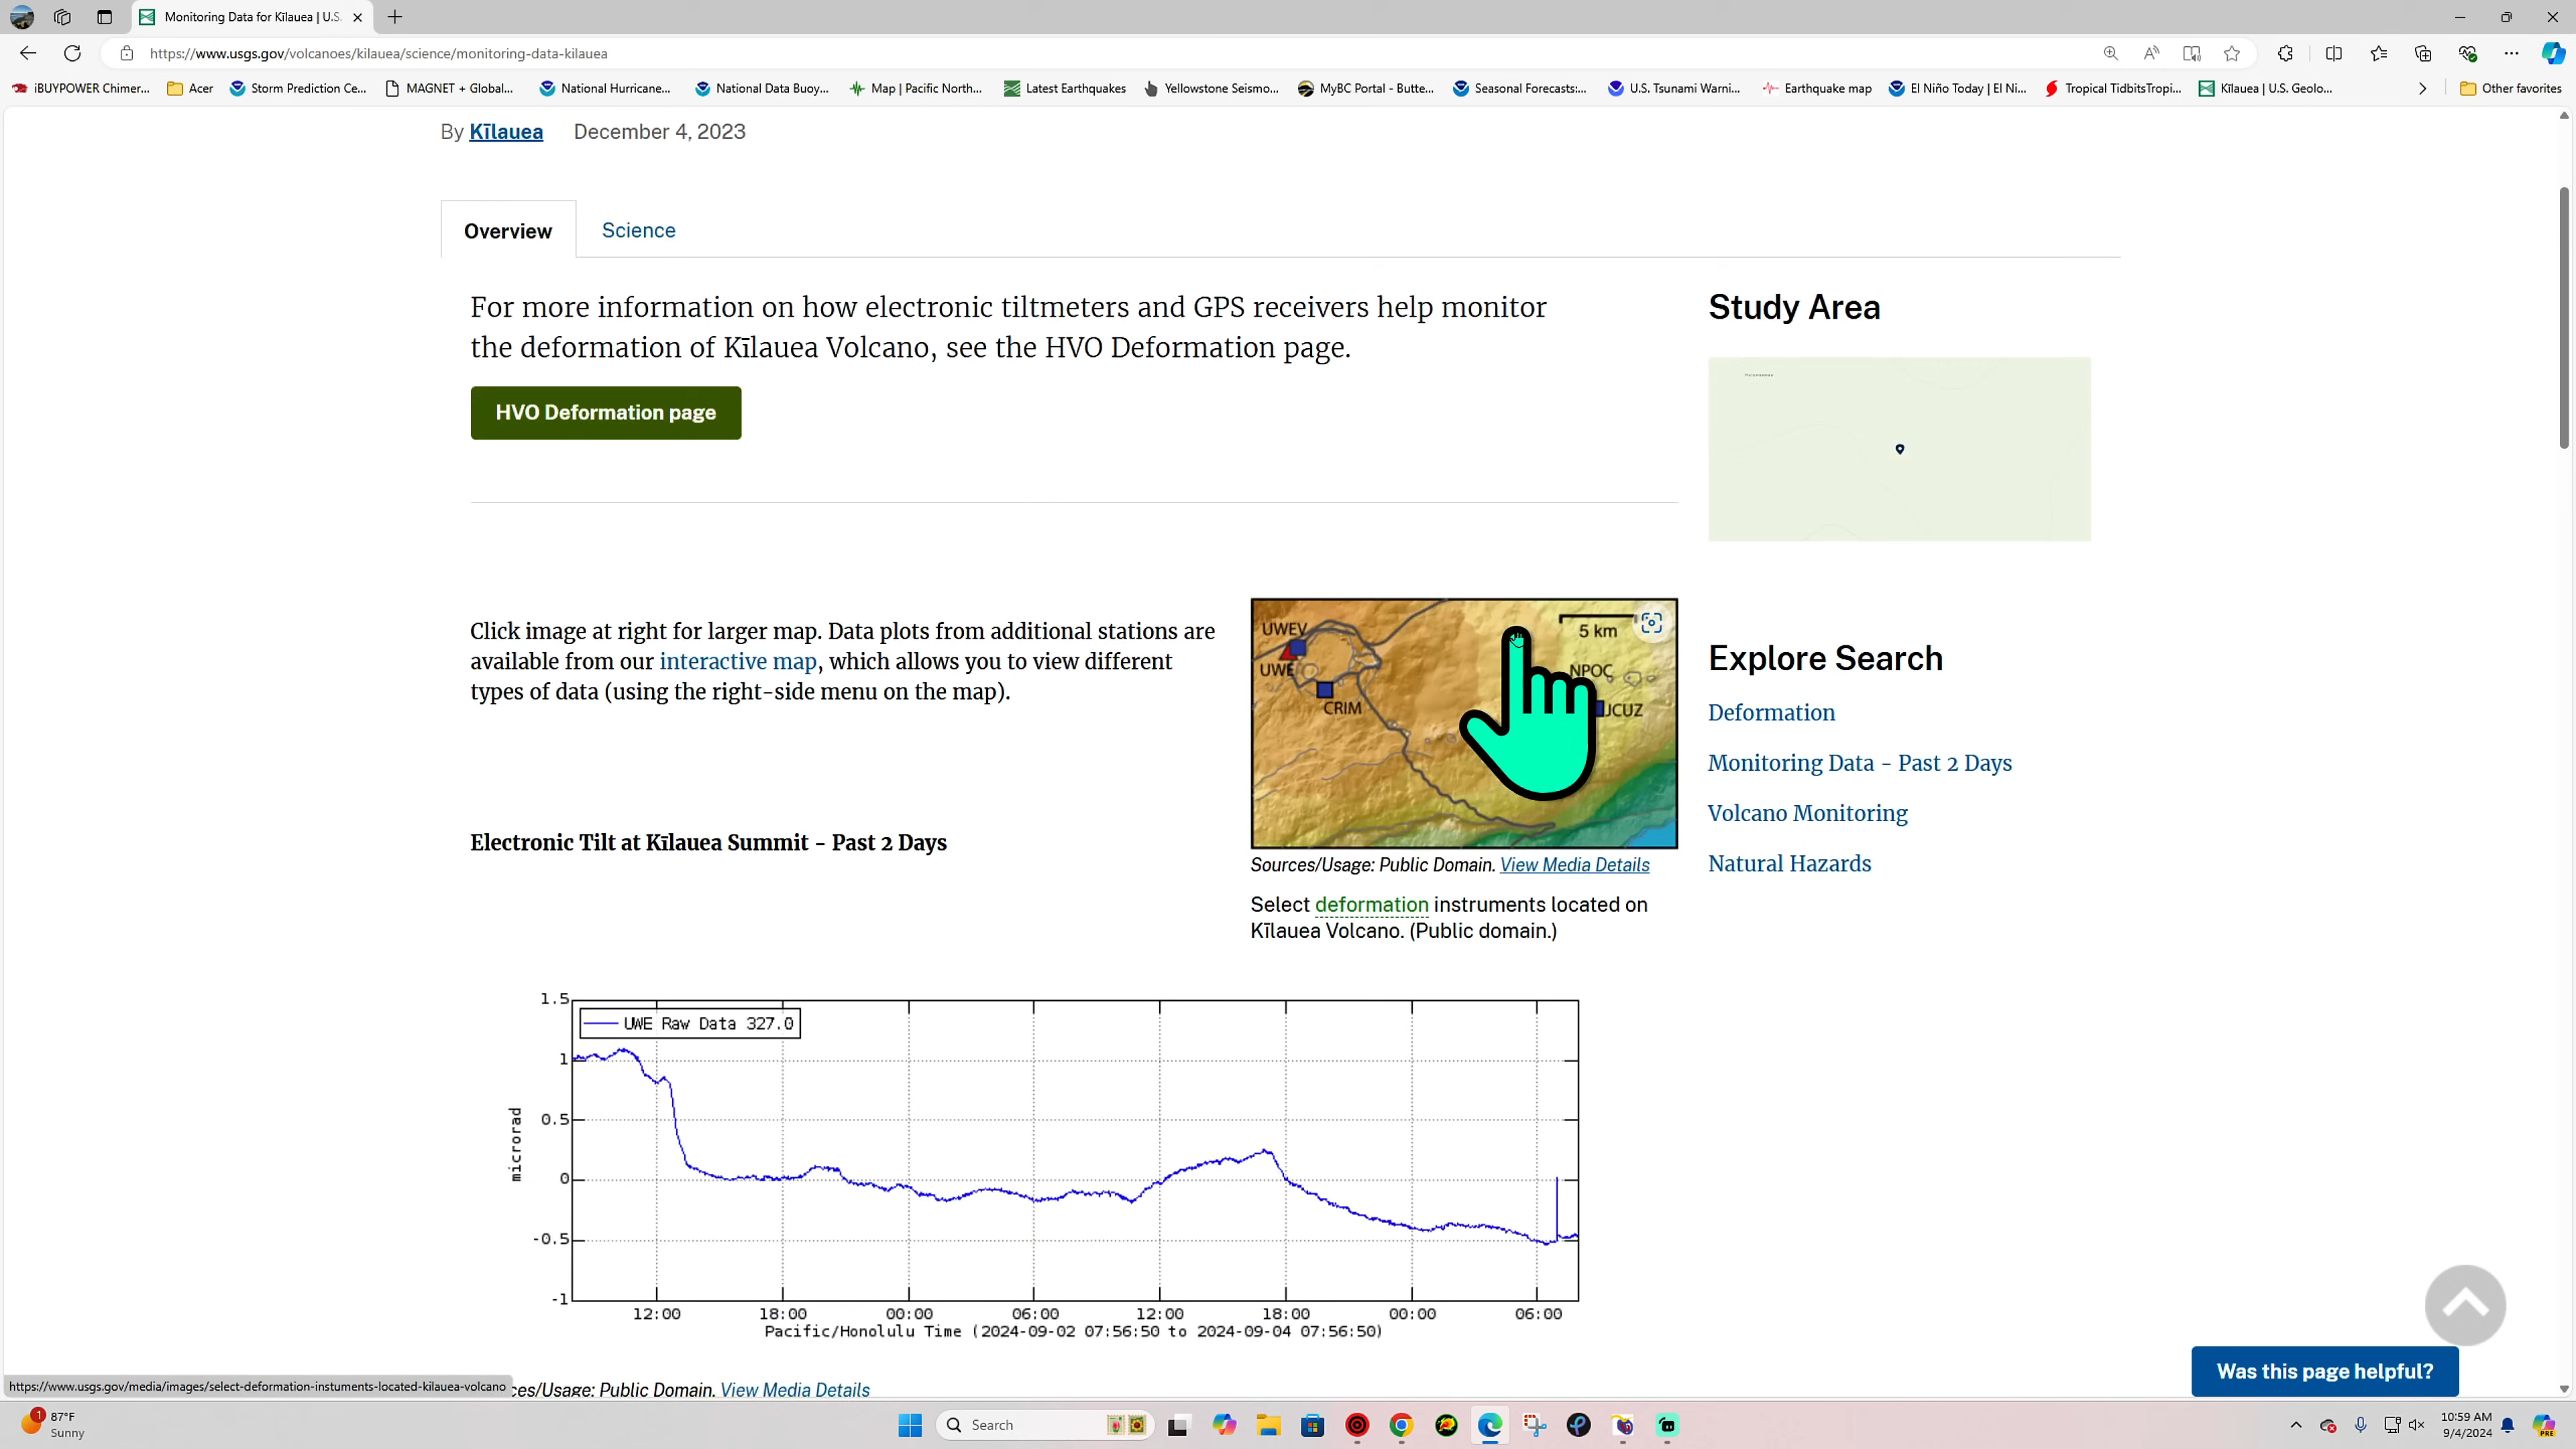 Monitoring Data for Kīlauea | U.S.
https://www.usgs.gov/volcanoes/kilauea/science/monitoring-data-kilauea
iBUYPOWER Chimer... Acer Storm Prediction Ce... MAGNET + Global... National Hurricane... National Data Buoy... Map | Pacific North... Latest Earthquakes Yellowstone Seismo... MyBC Portal - Butte... Seasonal Forecasts:... U.S. Tsunami Warni... Earthquake map El Niño Today | El Ni... Tropical TidbitsTropi... Kīlauea | U.S. Geolo... Other favorites
By Kīlauea December 4, 2023
Overview Science
For more information on how electronic tiltmeters and GPS receivers help monitor
the deformation of Kīlauea Volcano, see the HVO Deformation page.
HVO Deformation page
Study Area
Click image at right for larger map. Data plots from additional stations are
available from our interactive map, which allows you to view different
types of data (using the right-side menu on the map).
UWEV
UWE
CRIM
5 km
NPOC
JCUZ
Sources/Usage: Public Domain. View Media Details
Select deformation instruments located on
Kīlauea Volcano. (Public domain.)
Explore Search
Deformation
Monitoring Data - Past 2 Days
Volcano Monitoring
Natural Hazards
Electronic Tilt at Kīlauea Summit - Past 2 Days
UWE Raw Data 327.0
microrad
1.5
1
0.5
0
-0.5
-1
12:00 18:00 00:00 06:00 12:00 18:00 00:00 06:00
Pacific/Honolulu Time (2024-09-02 07:56:50 to 2024-09-04 07:56:50)
https://www.usgs.gov/media/images/select-deformation-instuments-located-kilauea-volcano
ces/Usage: Public Domain. View Media Details
Was this page helpful?
1
87°F
Sunny
Search
PRE
10:59 AM
9/4/2024